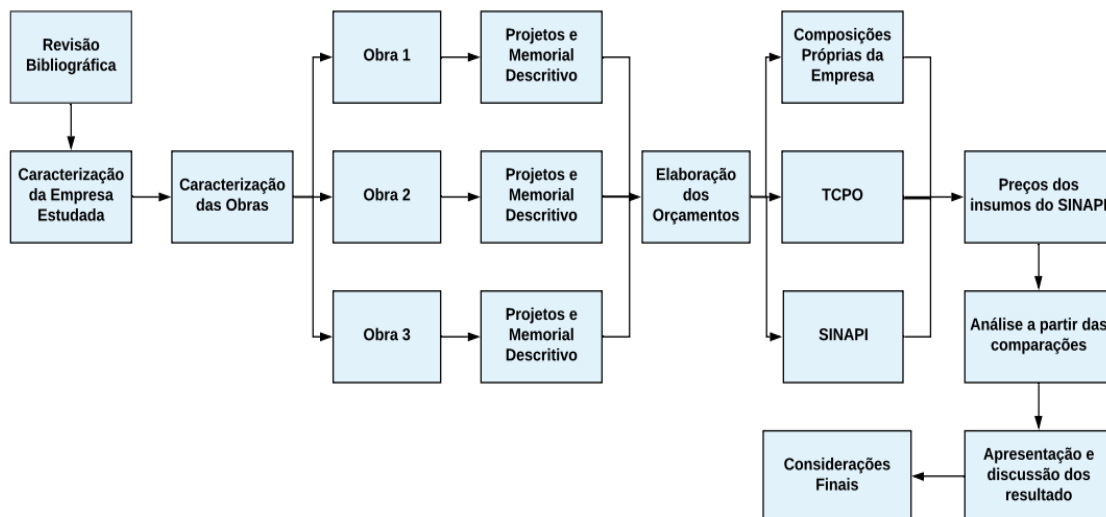 Revisão
Bibliográfica
Caracterização
da Empresa
Estudada
Caracterização
das Obras
Obra 1
Projetos e
Memorial
Descritivo
Obra 2
Projetos e
Memorial
Descritivo
Obra 3
Projetos e
Memorial
Descritivo
Elaboração
dos
Orçamentos
Composições
Próprias da
Empresa
TCPO
SINAPI
Preços dos
insumos do SINAPI
Análise a partir das
comparações
Apresentação e
discussão dos
resultado
Considerações
Finais